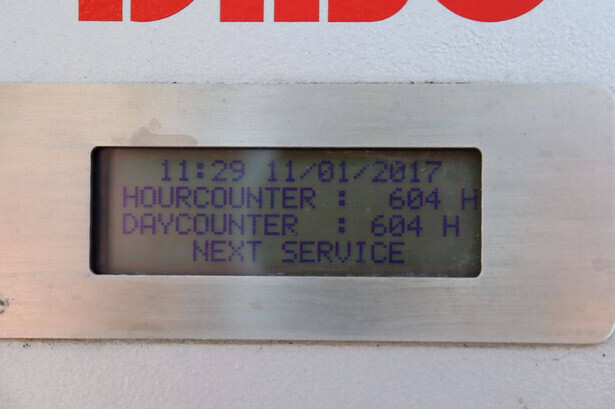 11:29 11/01/2017
HOURCOUNTER : 604 H
DAYCOUNTER : 604 H
NEXT SERVICE